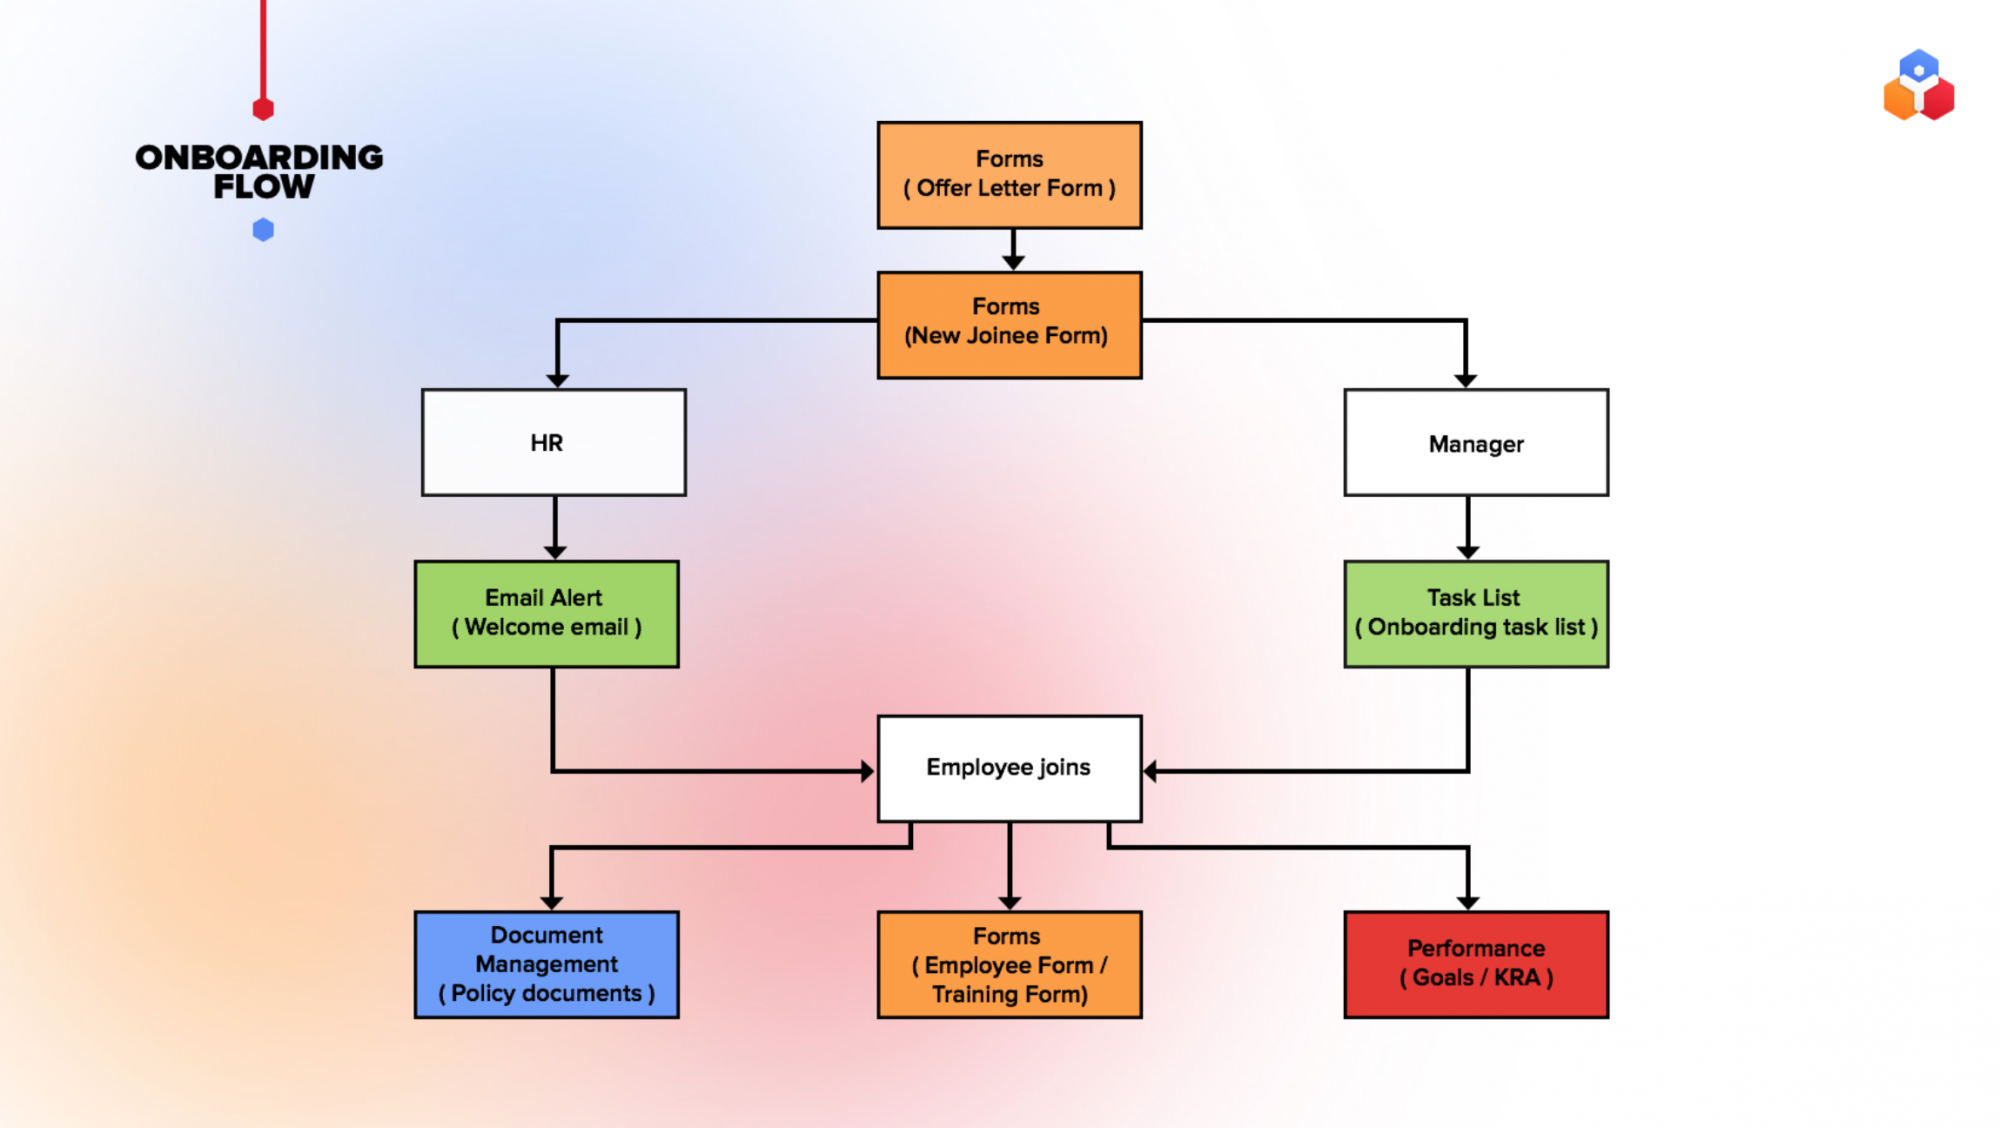 ONBOARDING
FLOW
Forms
( Offer Letter Form )
Forms
(New Joinee Form)
HR
Manager
Email Alert
( Welcome email )
Task List
( Onboarding task list )
Employee joins
Document
Management
( Policy documents )
Forms
( Employee Form /
Training Form)
Performance
( Goals / KRA )